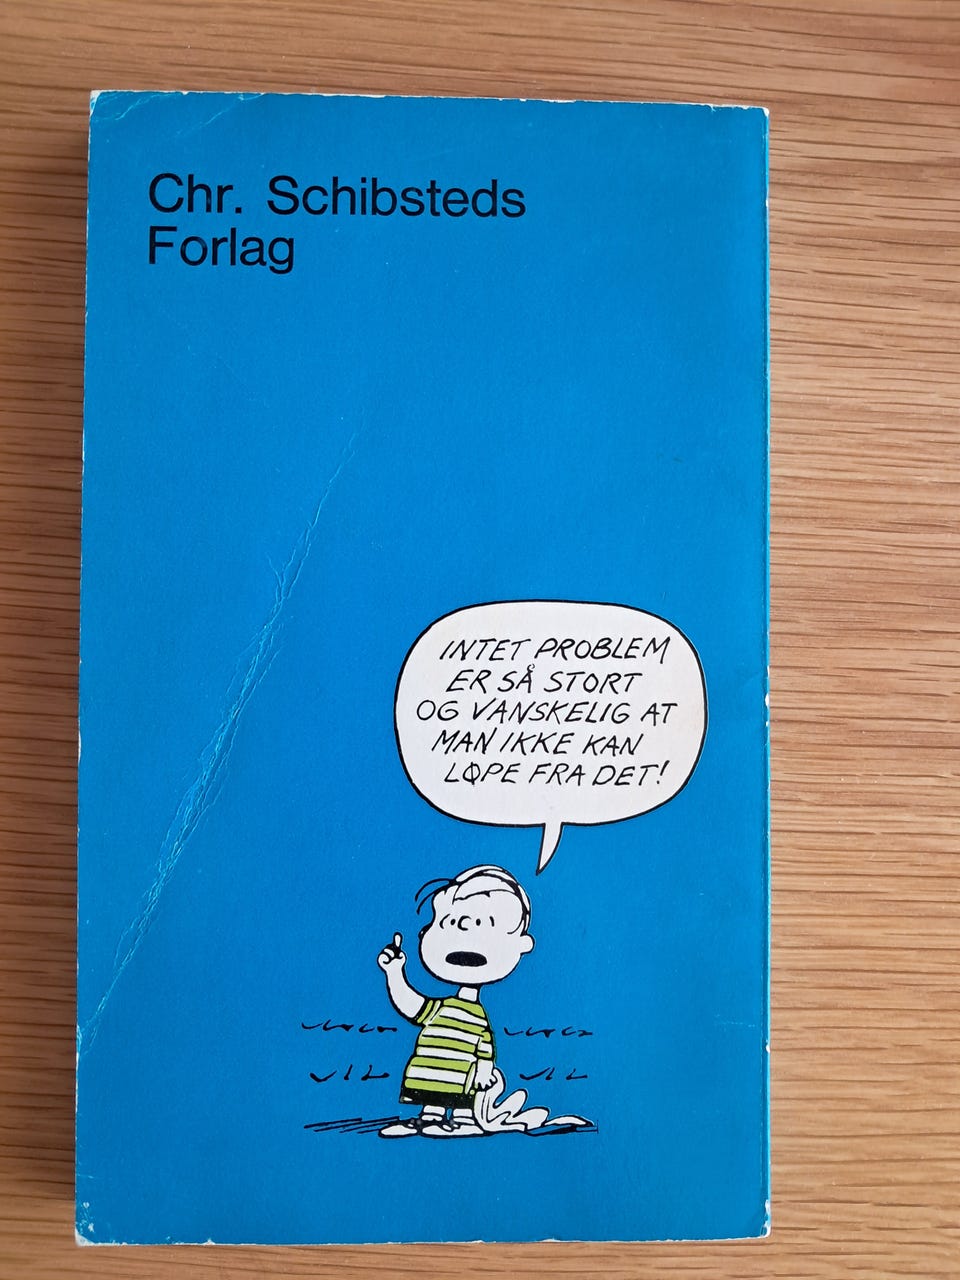 Chr. Schibsteds
Forlag
INTET PROBLEM
ER SÅ STORT
OG VANSKELIG AT
MAN IKKE KAN
LØPE FRA DET!